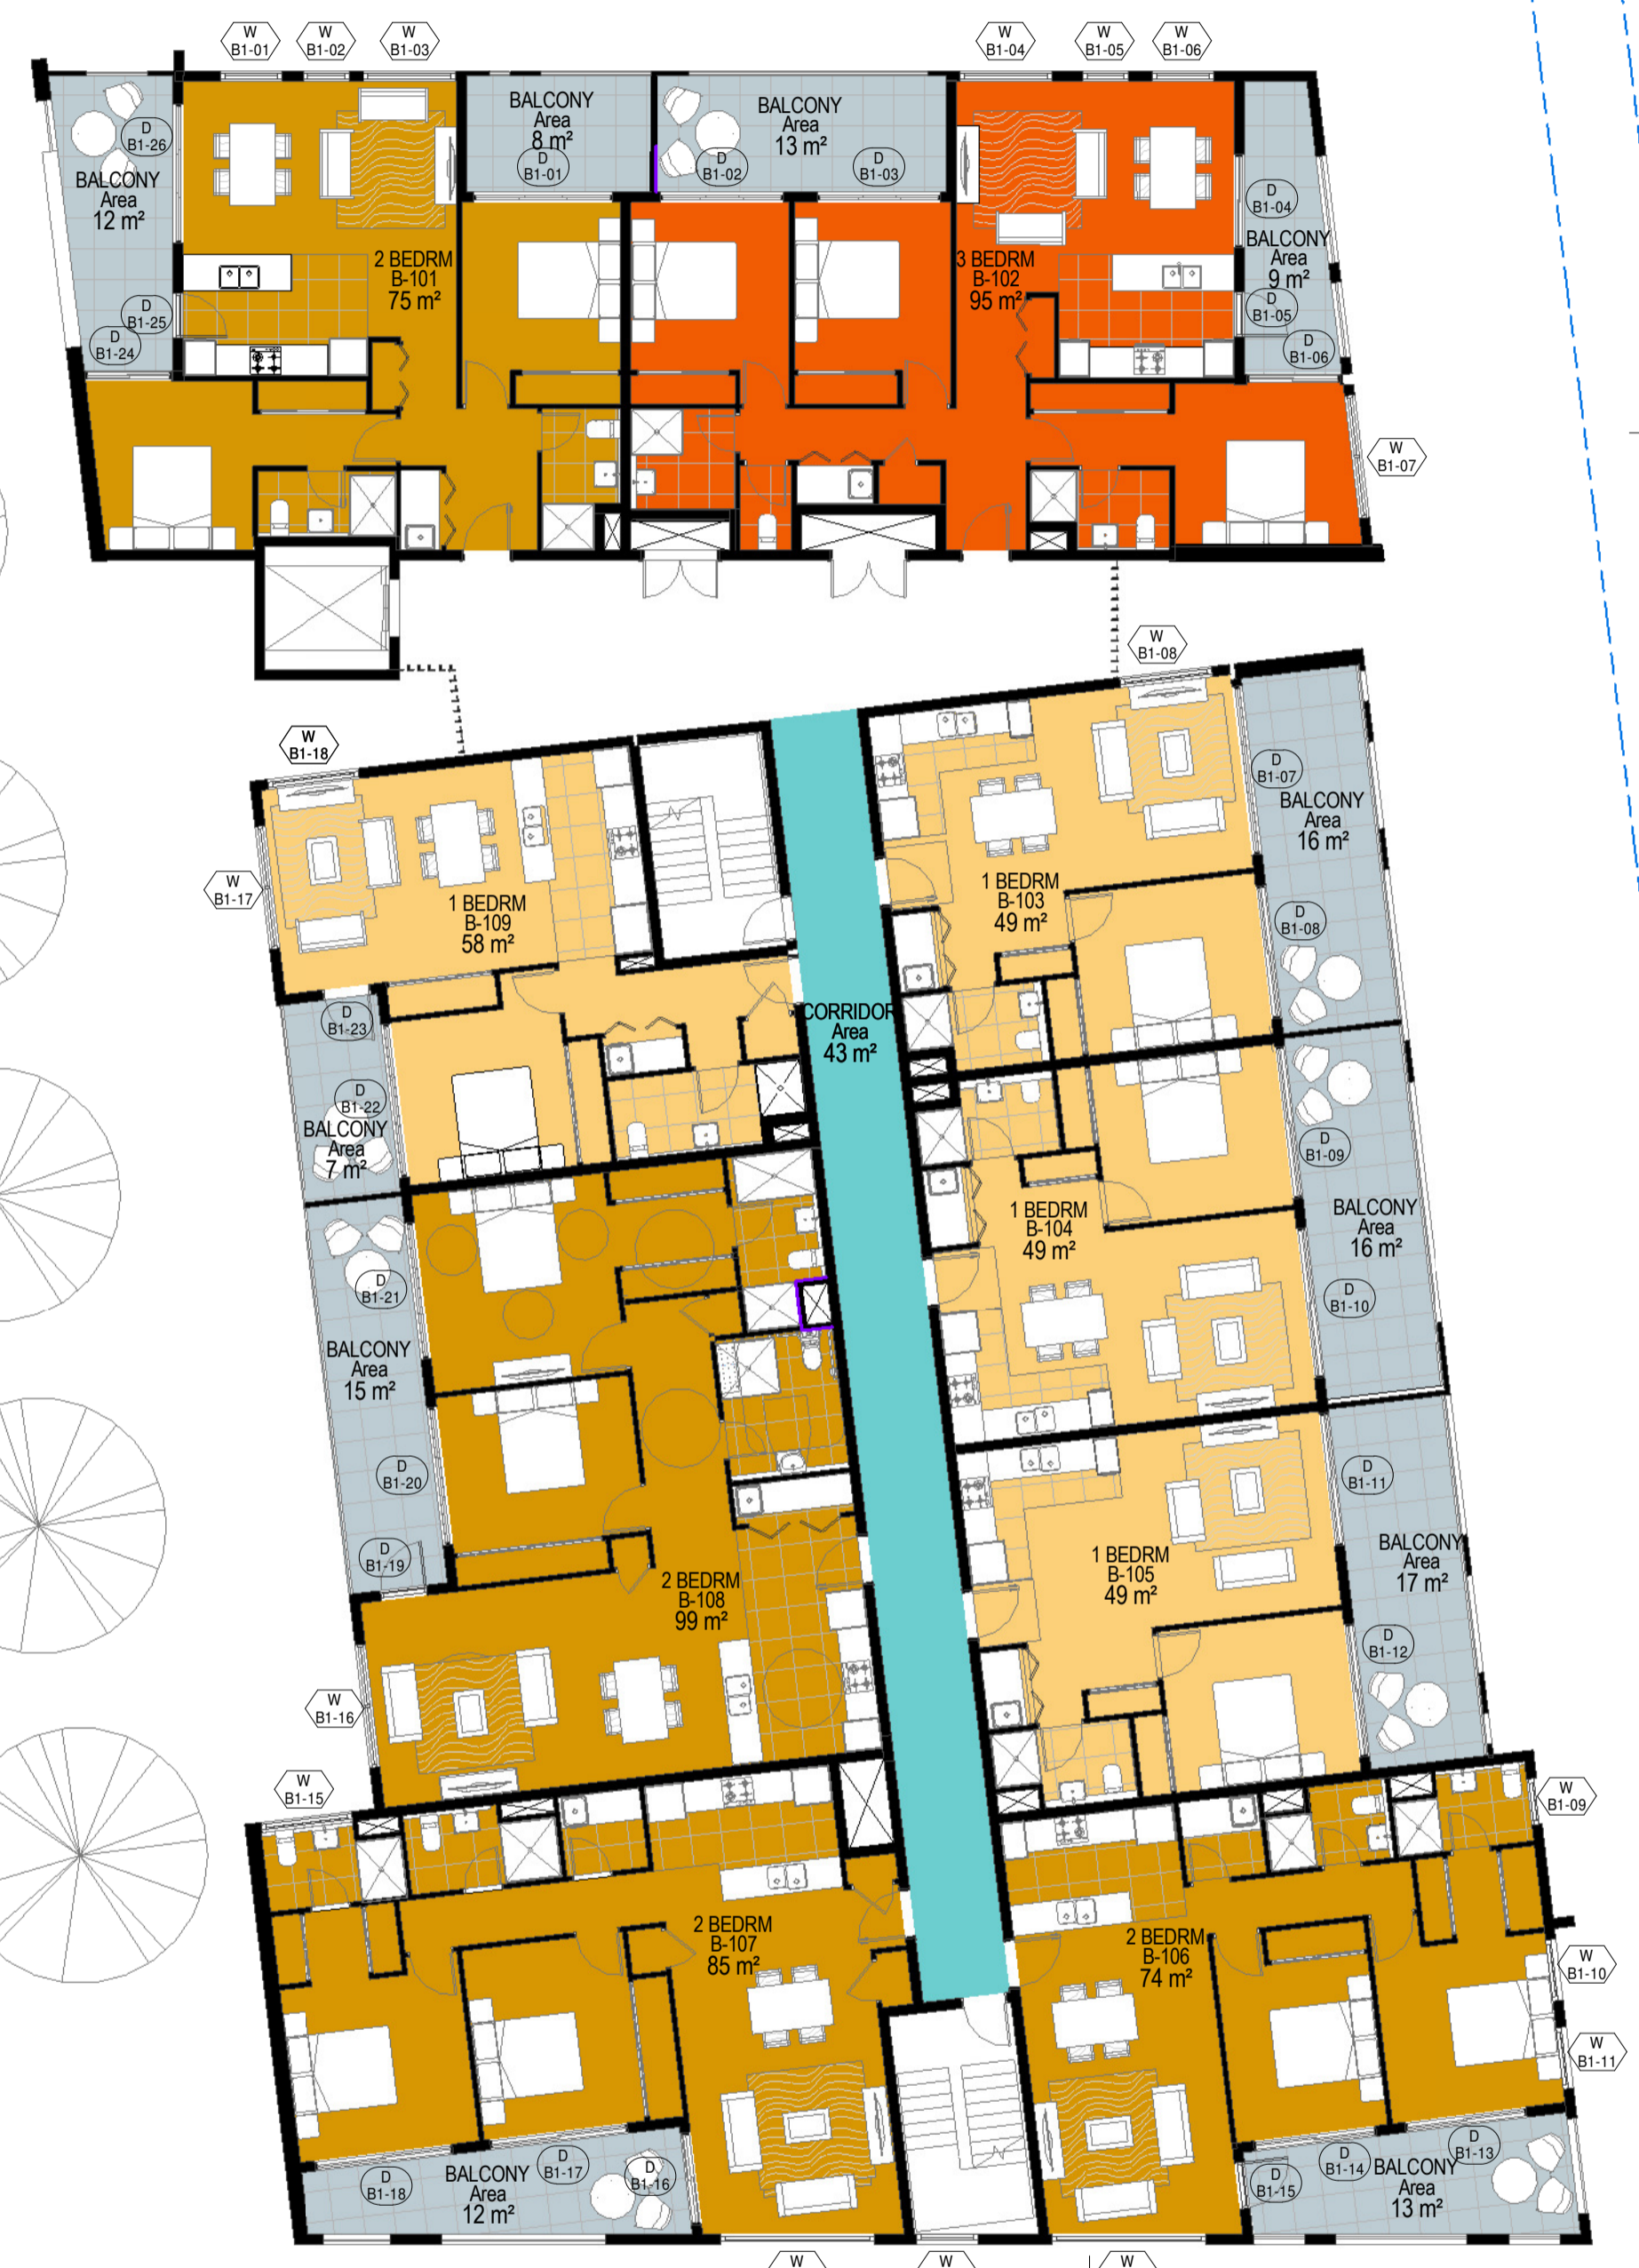 W
B1-01
W
B1-02
W
B1-03
W
B1-04
W
B1-05
W
B1-06
D
B1-26
BALCONY
Area
12 m²
D
B1-25
D
B1-24
2 BEDRM
B-101
75 m²
BALCONY
Area
8 m²
D
B1-01
BALCONY
Area
13 m²
D
B1-02
D
B1-03
3 BEDRM
B-102
95 m²
D
B1-04
BALCONY
Area
9 m²
D
B1-05
D
B1-06
W
B1-07
W
B1-08
W
B1-18
W
B1-17
1 BEDRM
B-109
58 m²
1 BEDRM
B-103
49 m²
D
B1-07
BALCONY
Area
16 m²
D
B1-08
CORRIDOR
Area
43 m²
D
B1-23
D
B1-22
BALCONY
Area
7 m²
D
B1-09
1 BEDRM
B-104
49 m²
BALCONY
Area
16 m²
D
B1-10
D
B1-21
BALCONY
Area
15 m²
D
B1-20
D
B1-19
2 BEDRM
B-108
99 m²
D
B1-11
1 BEDRM
B-105
49 m²
BALCONY
Area
17 m²
D
B1-12
W
B1-16
W
B1-15
W
B1-09
2 BEDRM
B-107
85 m²
2 BEDRM
B-106
74 m²
W
B1-10
W
B1-11
D
B1-18
BALCONY
Area
12 m²
D
B1-17
D
B1-16
D
B1-15
D
B1-14
BALCONY
Area
13 m²
D
B1-13
W
W
W